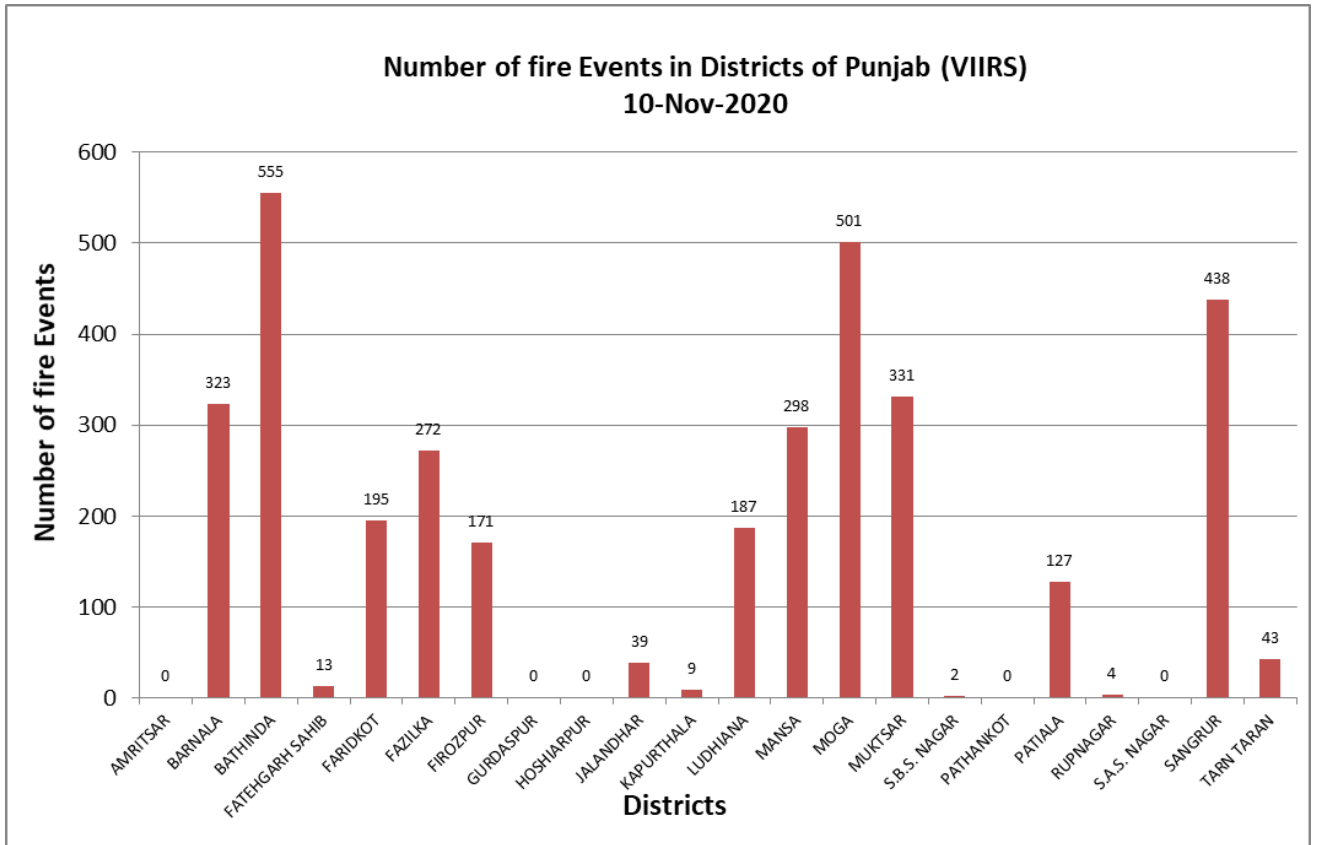 Number of fire Events in Districts of Punjab (VIIRS)
10-Nov-2020
Number of fire Events
600
500
400
300
200
100
0
0
323
555
13
195
272
171
0
0
39
9
187
298
501
331
2
0
127
4
0
438
43
AMRITSAR
BARNALA
BATHINDA
FATEHGARH SAHIB
FARIDKOT
FAZILKA
FIROZPUR
GURDASPUR
HOSHIARPUR
JALANDHAR
KAPURTHALA
LUDHIANA
MANSA
MOGA
MUKTSAR
S.B.S. NAGAR
PATHANKOT
PATIALA
RUPNAGAR
S.A.S. NAGAR
SANGRUR
TARN TARAN
Districts